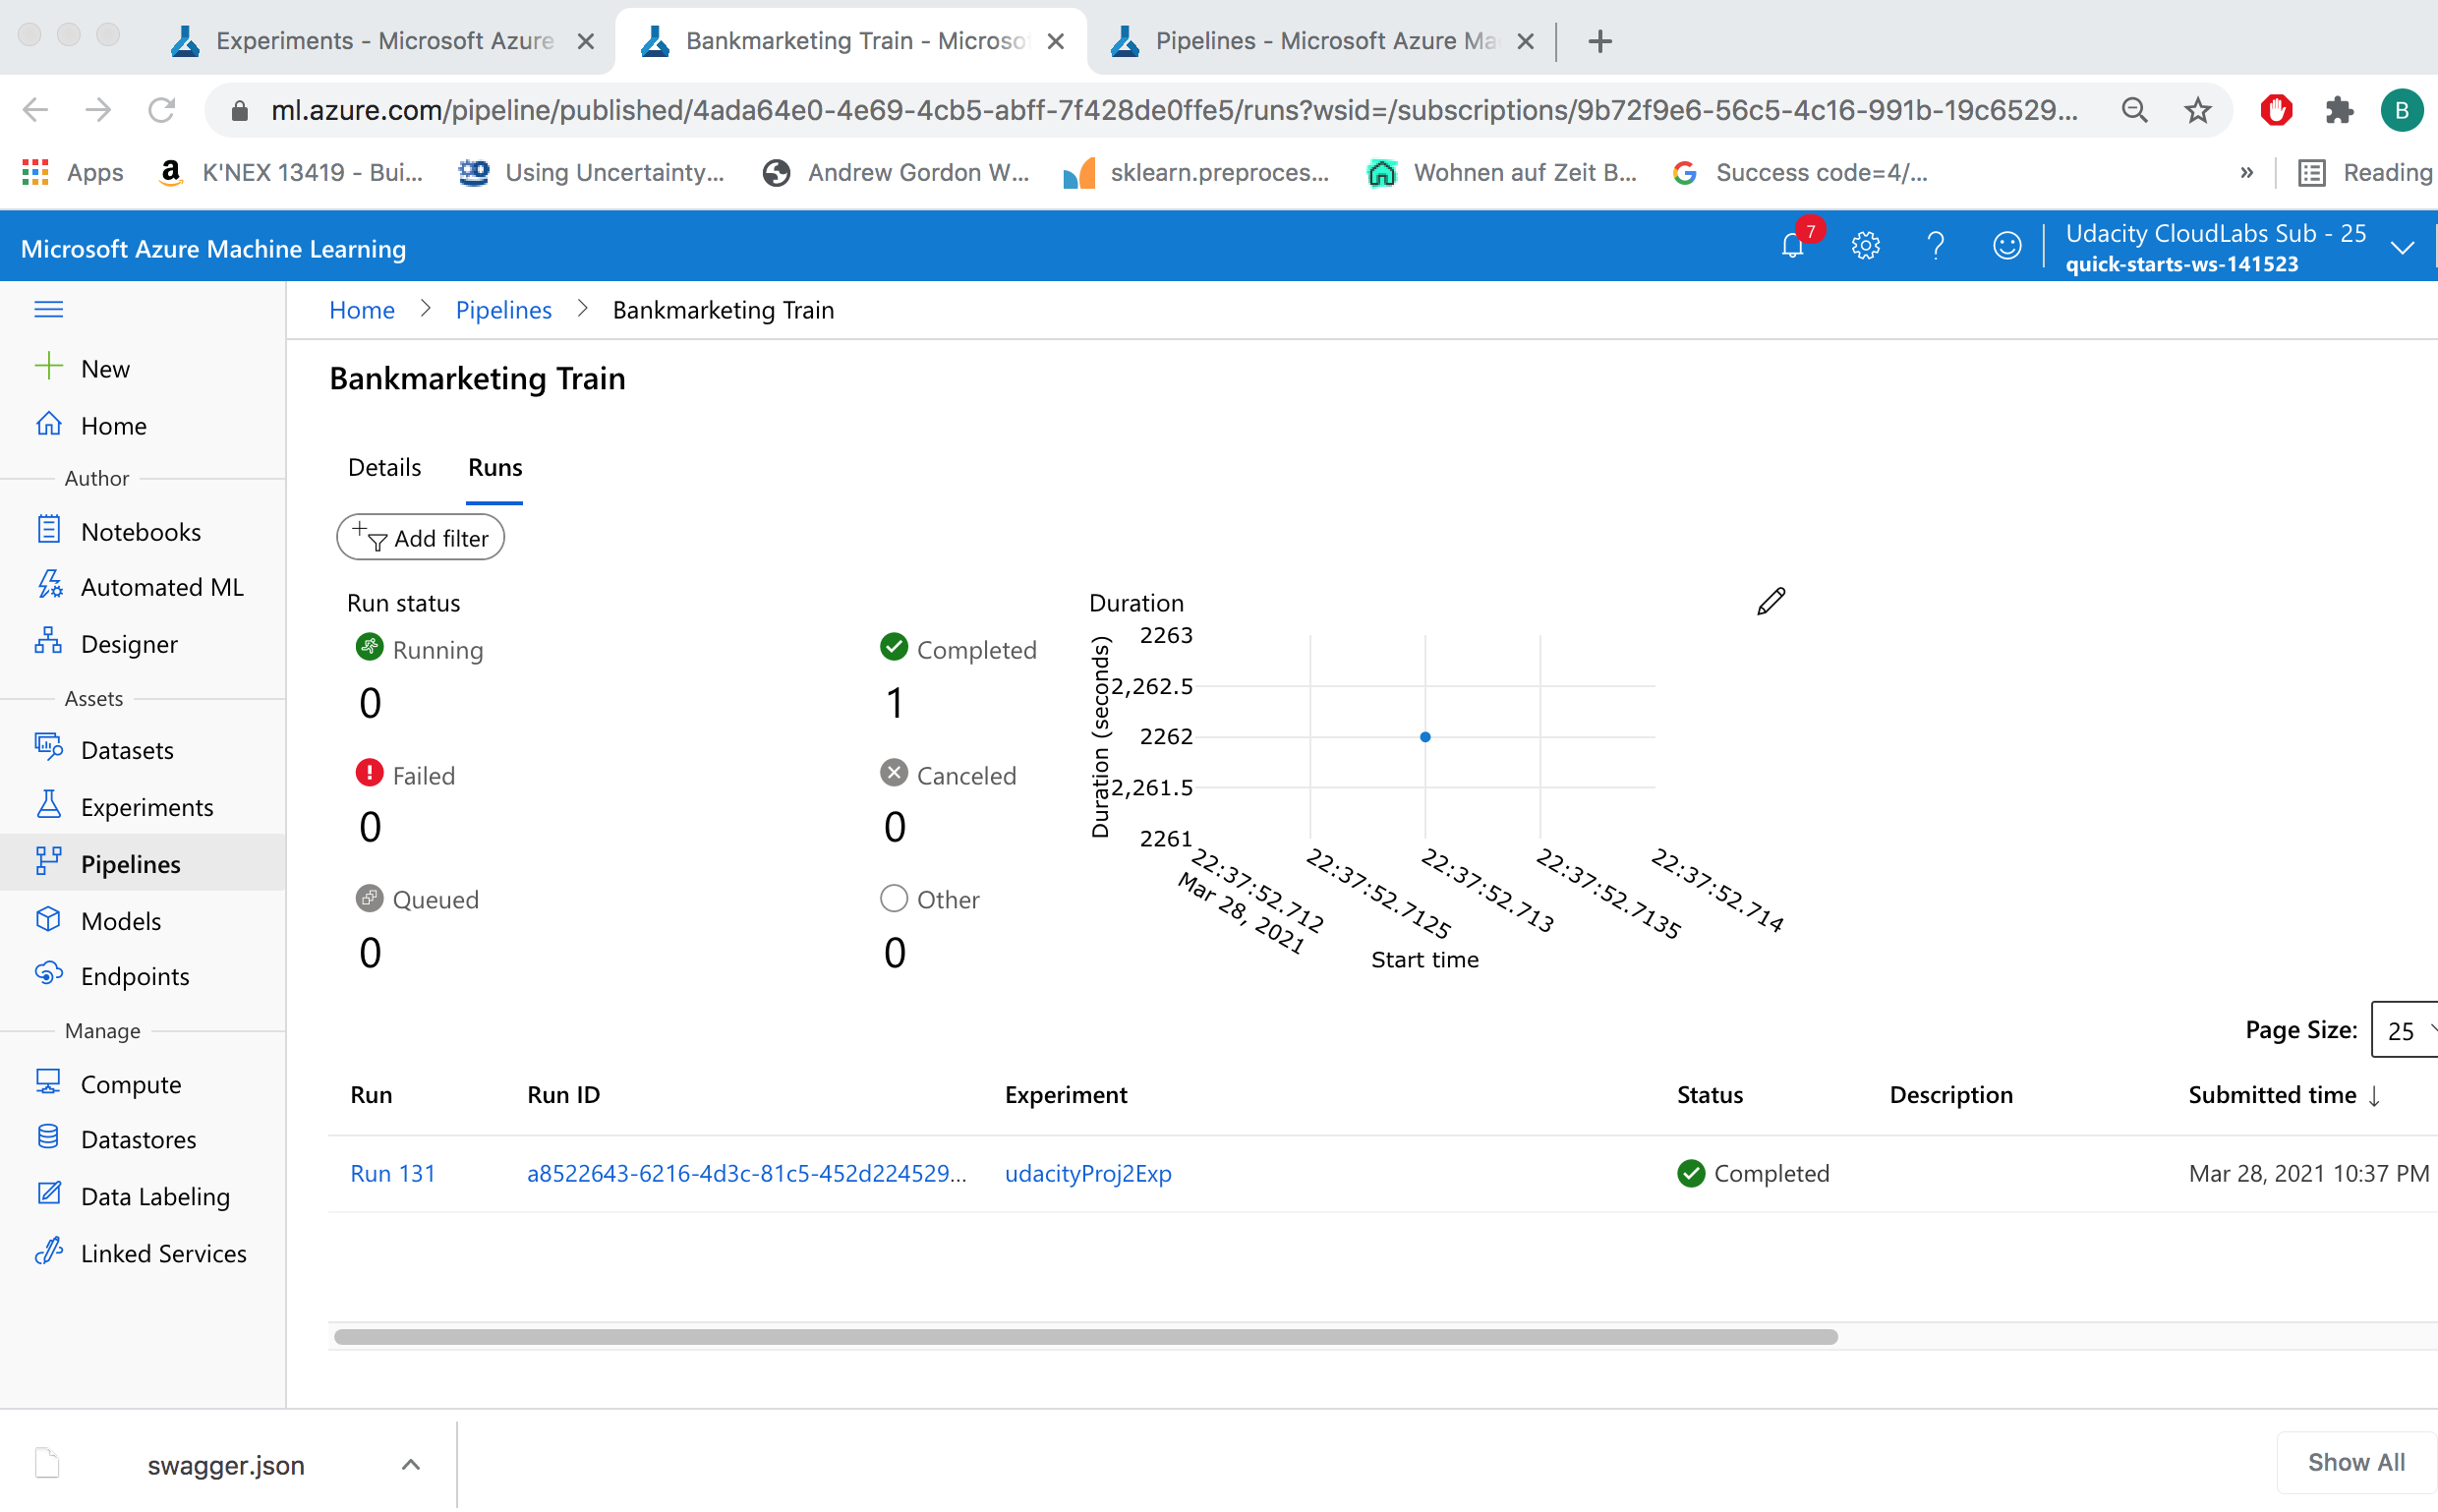 Experiments - Microsoft Azure
Bankmarketing Train - Microso
Pipelines - Microsoft Azure Ma
ml.azure.com/pipeline/published/4ada64e0-4e69-4cb5-abff-7f428de0ffe5/runs?wsid=/subscriptions/9b72f9e6-56c5-4c16-991b-19c6529...
B
Apps
K'NEX 13419 - Bui...
Using Uncertainty...
Andrew Gordon W...
sklearn.preproces...
Wohnen auf Zeit B...
Success code=4/...
»
Reading
Microsoft Azure Machine Learning
7
Udacity CloudLabs Sub - 25
quick-starts-ws-141523
Home > Pipelines > Bankmarketing Train
New
Home
Author
Notebooks
Automated ML
Designer
Assets
Datasets
Experiments
Pipelines
Models
Endpoints
Manage
Compute
Datastores
Data Labeling
Linked Services
Bankmarketing Train
Details
Runs
Add filter
Run status
Running
0
Completed
1
Failed
0
Canceled
0
Queued
0
Other
0
Duration
Duration (seconds)
2263
2,262.5
2262
2,261.5
2261
22:37:52.712
Mar 28, 2021
22:37:52.7125
22:37:52.713
22:37:52.7135
22:37:52.714
Start time
Page Size: 25
Run Run ID Experiment Status Description Submitted time ↓
Run 131 a8522643-6216-4d3c-81c5-452d224529... udacityProj2Exp Completed Mar 28, 2021 10:37 PM
swagger.json
Show All